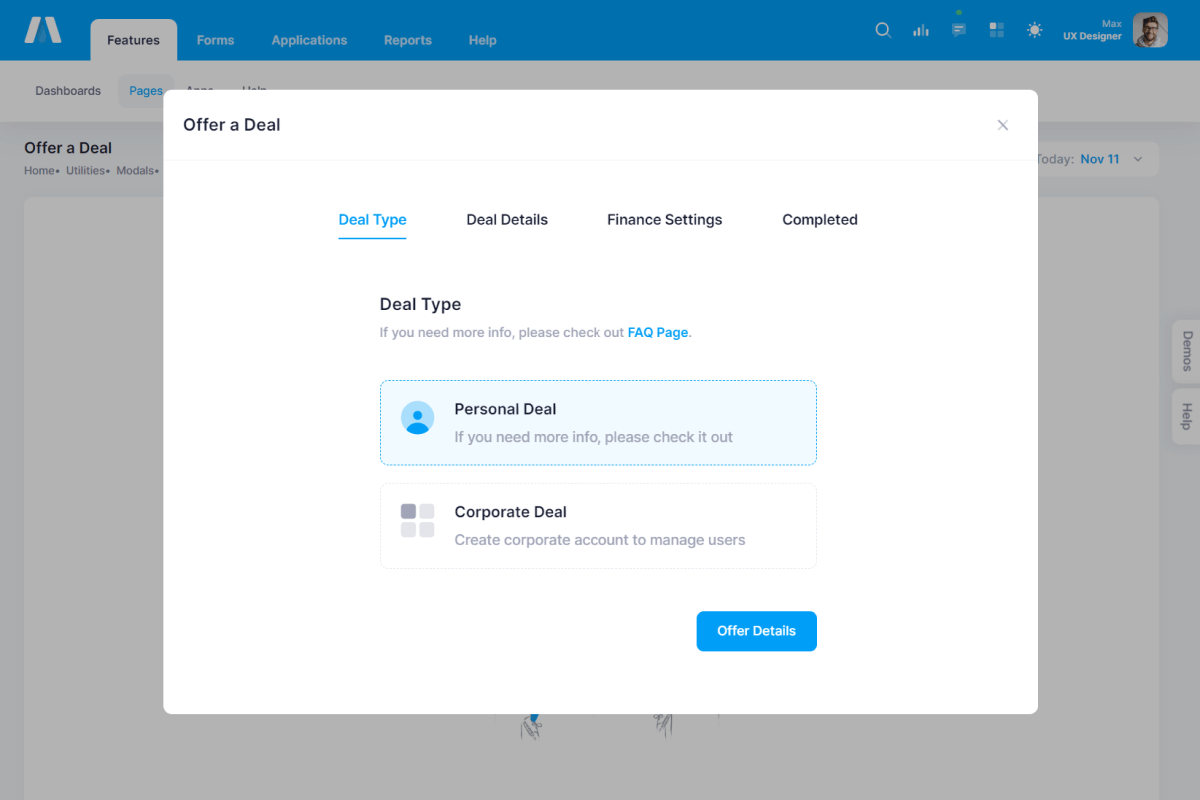 Features
Forms
Applications
Reports
Help
Max
UX Designer
Dashboards
Pages
Apps
Help
Offer a Deal
Home• Utilities• Modals•
Today: Nov 11
Offer a Deal
Deal Type
Deal Details
Finance Settings
Completed
Deal Type
If you need more info, please check out FAQ Page.
Personal Deal
If you need more info, please check it out
Corporate Deal
Create corporate account to manage users
Offer Details
Demos
Help